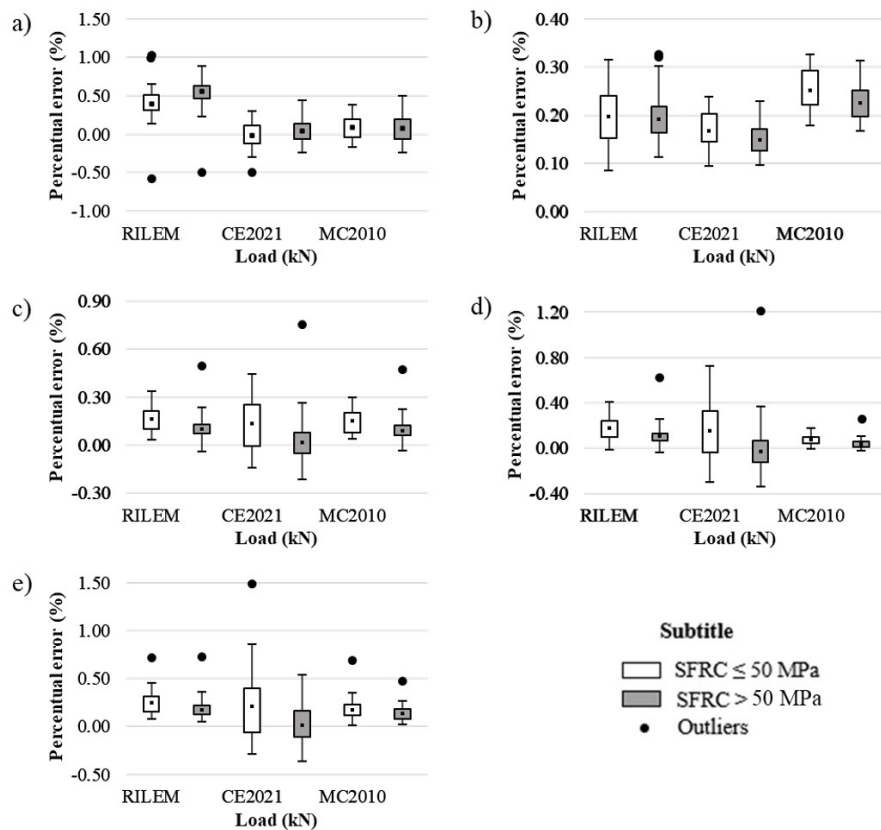 a)
Percentual error (%)
1.50
1.00
0.50
0.00
-0.50
-1.00
RILEM CE2021 MC2010
Load (kN)
b)
Percentual error (%)
0.40
0.30
0.20
0.10
0.00
RILEM CE2021 MC2010
Load (kN)
c)
Percentual error (%)
0.90
0.60
0.30
0.00
-0.30
RILEM CE2021 MC2010
Load (kN)
d)
Percentual error (%)
1.20
0.80
0.40
0.00
-0.40
RILEM CE2021 MC2010
Load (kN)
e)
Percentual error (%)
1.50
1.00
0.50
0.00
-0.50
RILEM CE2021 MC2010
Load (kN)
Subtitle
SFRC ≤ 50 MPa
SFRC > 50 MPa
Outliers